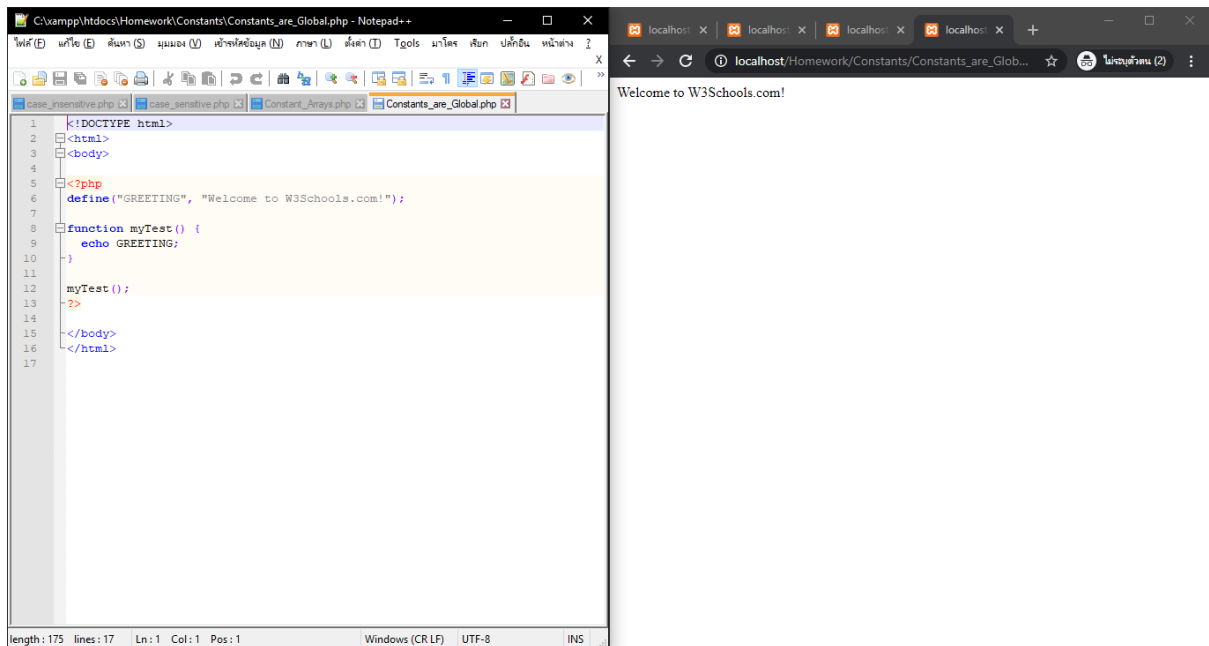 C:\xampp\htdocs\Homework\Constants\Constants_are_Global.php - Notepad++
ไฟล์ (F) แก้ไข (E) ค้นหา (S) มุมมอง (V) เข้ารหัสข้อมูล (N) ภาษา (L) ตั้งค่า (T) Tools มาโคร เรียก ปลั๊กอิน หน้าต่าง ?
X
case_insensitive.php case_sensitive.php Constant_Arrays.php Constants_are_Global.php
1 <!DOCTYPE html>
2 <html>
3 <body>
4
5 <?php
6 define("GREETING", "Welcome to W3Schools.com!");
7
8 function myTest() {
9 echo GREETING;
10 }
11
12 myTest();
13 ?>
14
15 </body>
16 </html>
17
length : 175 lines : 17 Ln : 1 Col : 1 Pos : 1 Windows (CR LF) UTF-8 INS
localhost localhost localhost localhost
localhost/Homework/Constants/Constants_are_Glob... ไม่ระบุตัวตน (2)
Welcome to W3Schools.com!